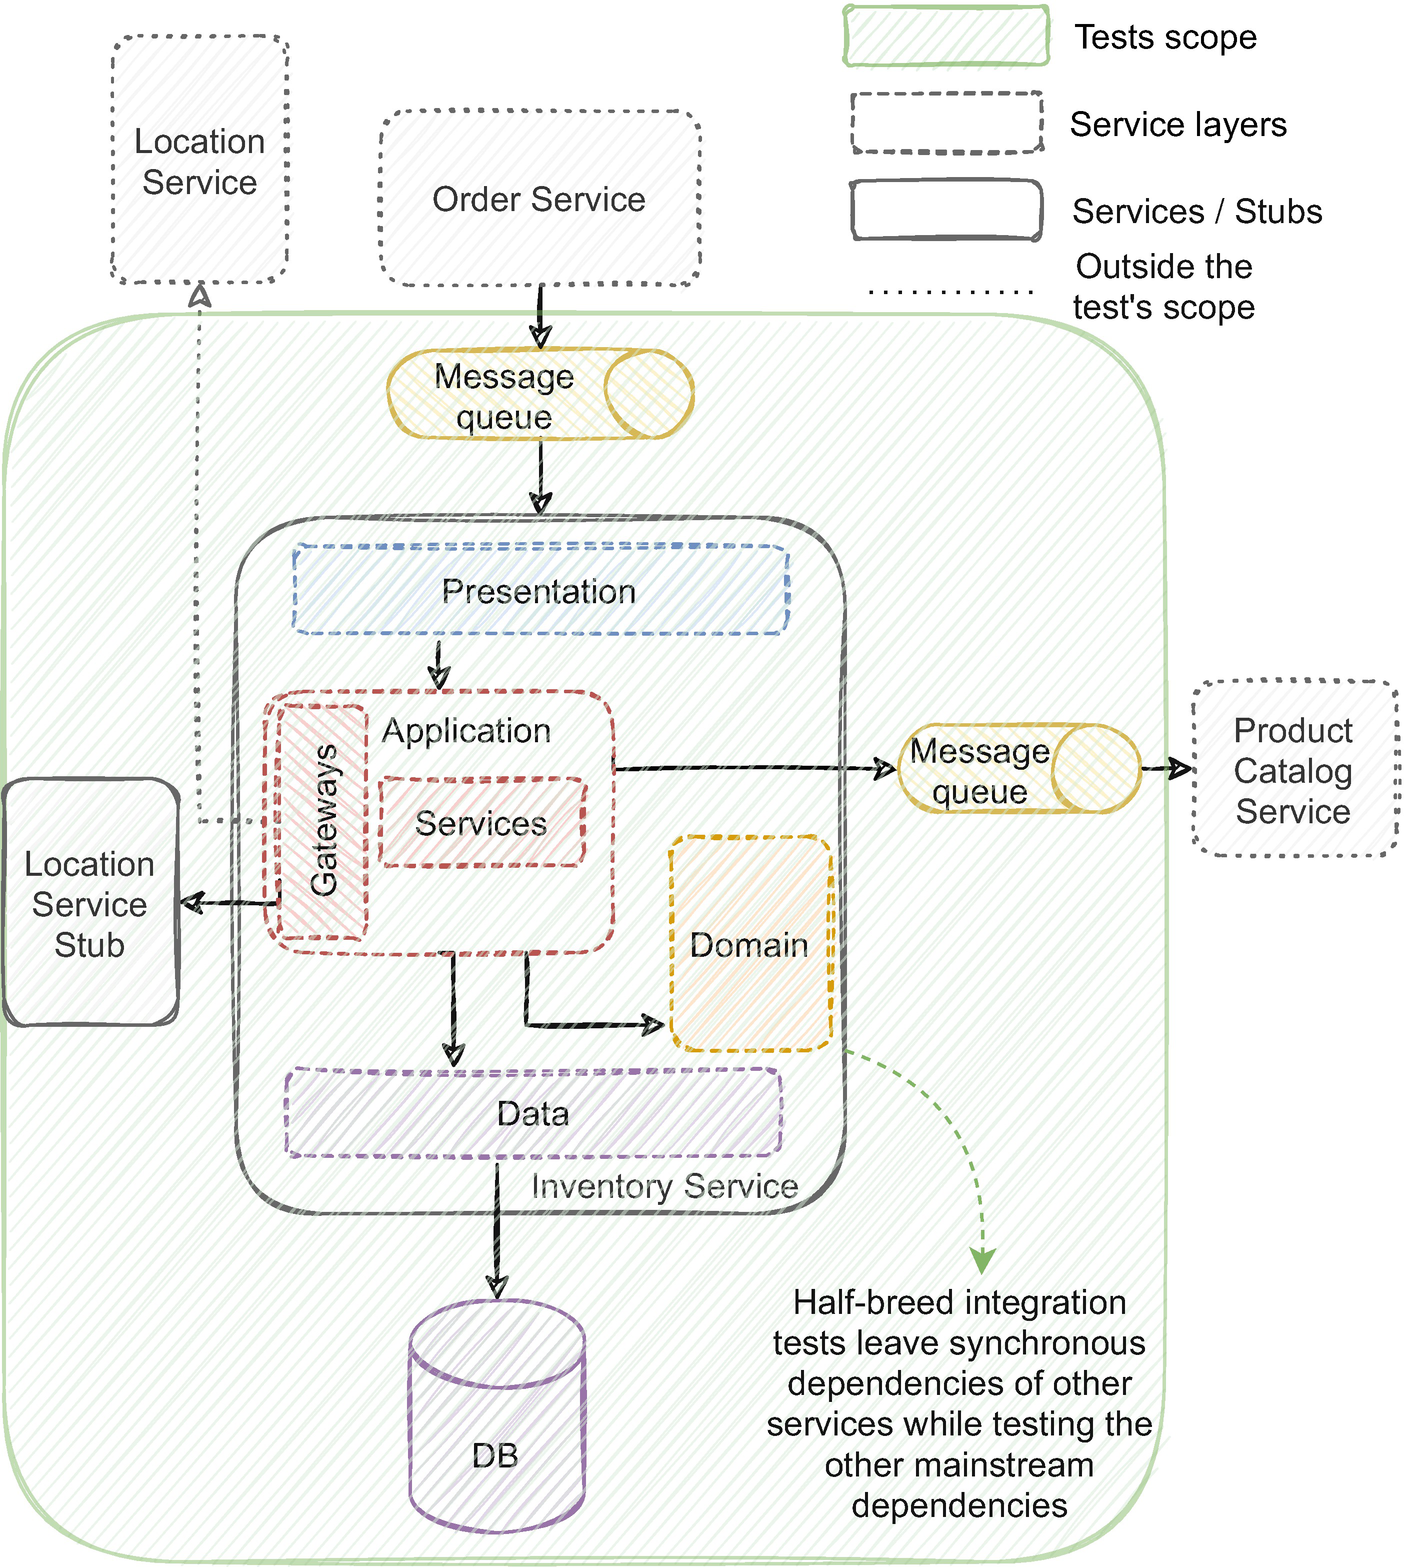 Tests scope
Service layers
Services / Stubs
Outside the
test's scope
Location
Service
Order Service
Message
queue
Presentation
Application
Gateways
Services
Message
queue
Product
Catalog
Service
Location
Service
Stub
Domain
Data
Inventory Service
DB
Half-breed integration
tests leave synchronous
dependencies of other
services while testing the
other mainstream
dependencies